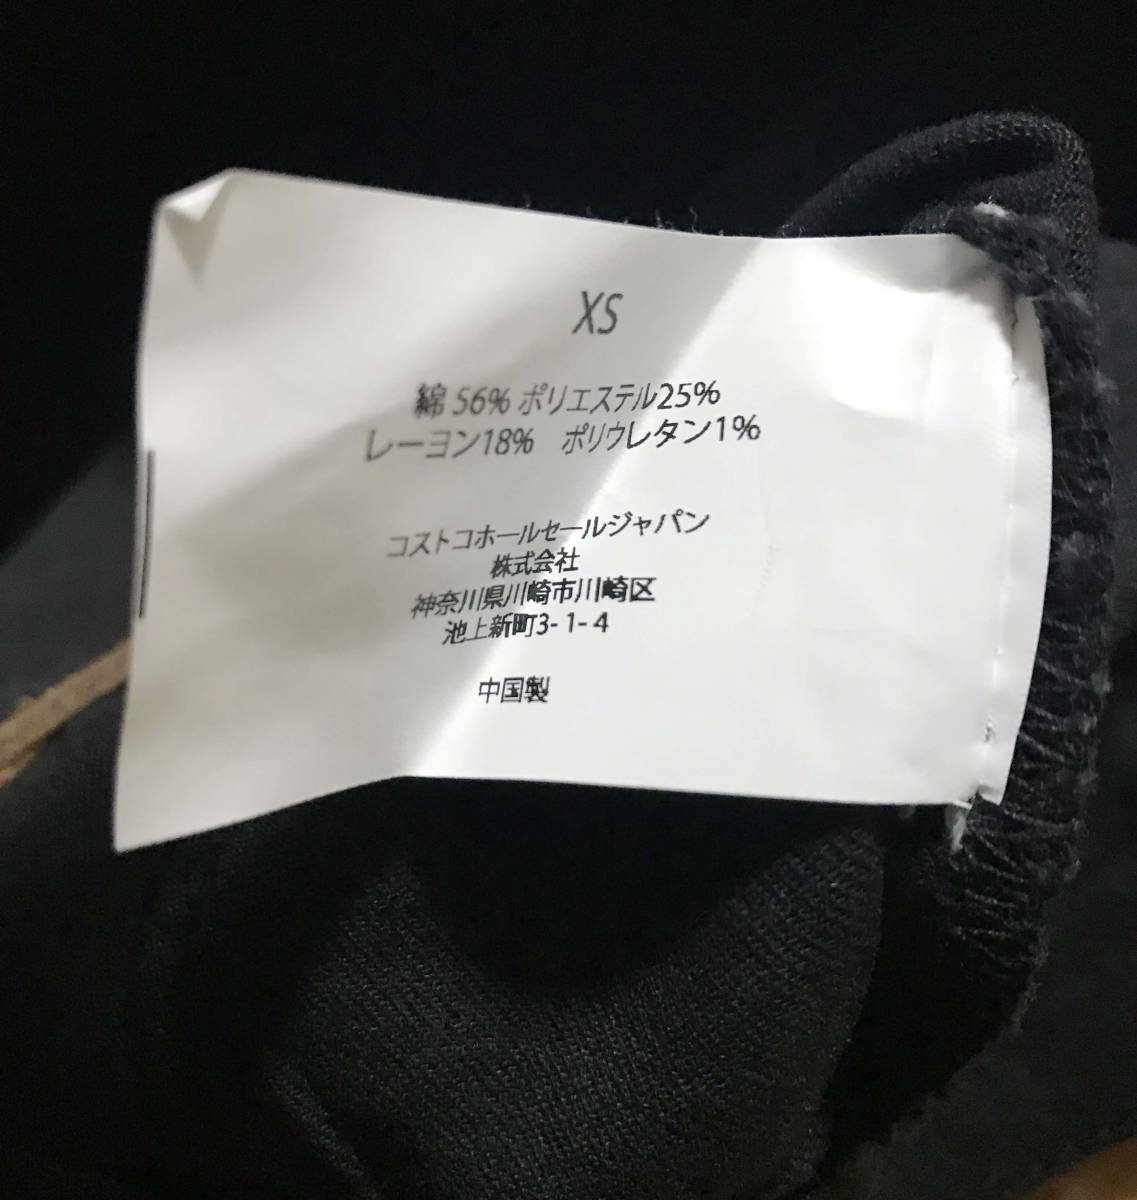 XS
綿 56% ポリエステル25%
レーヨン18%　ポリウレタン1%
コストコホールセールジャパン
株式会社
神奈川県川崎市川崎区
池上新町3-1-4
中国製